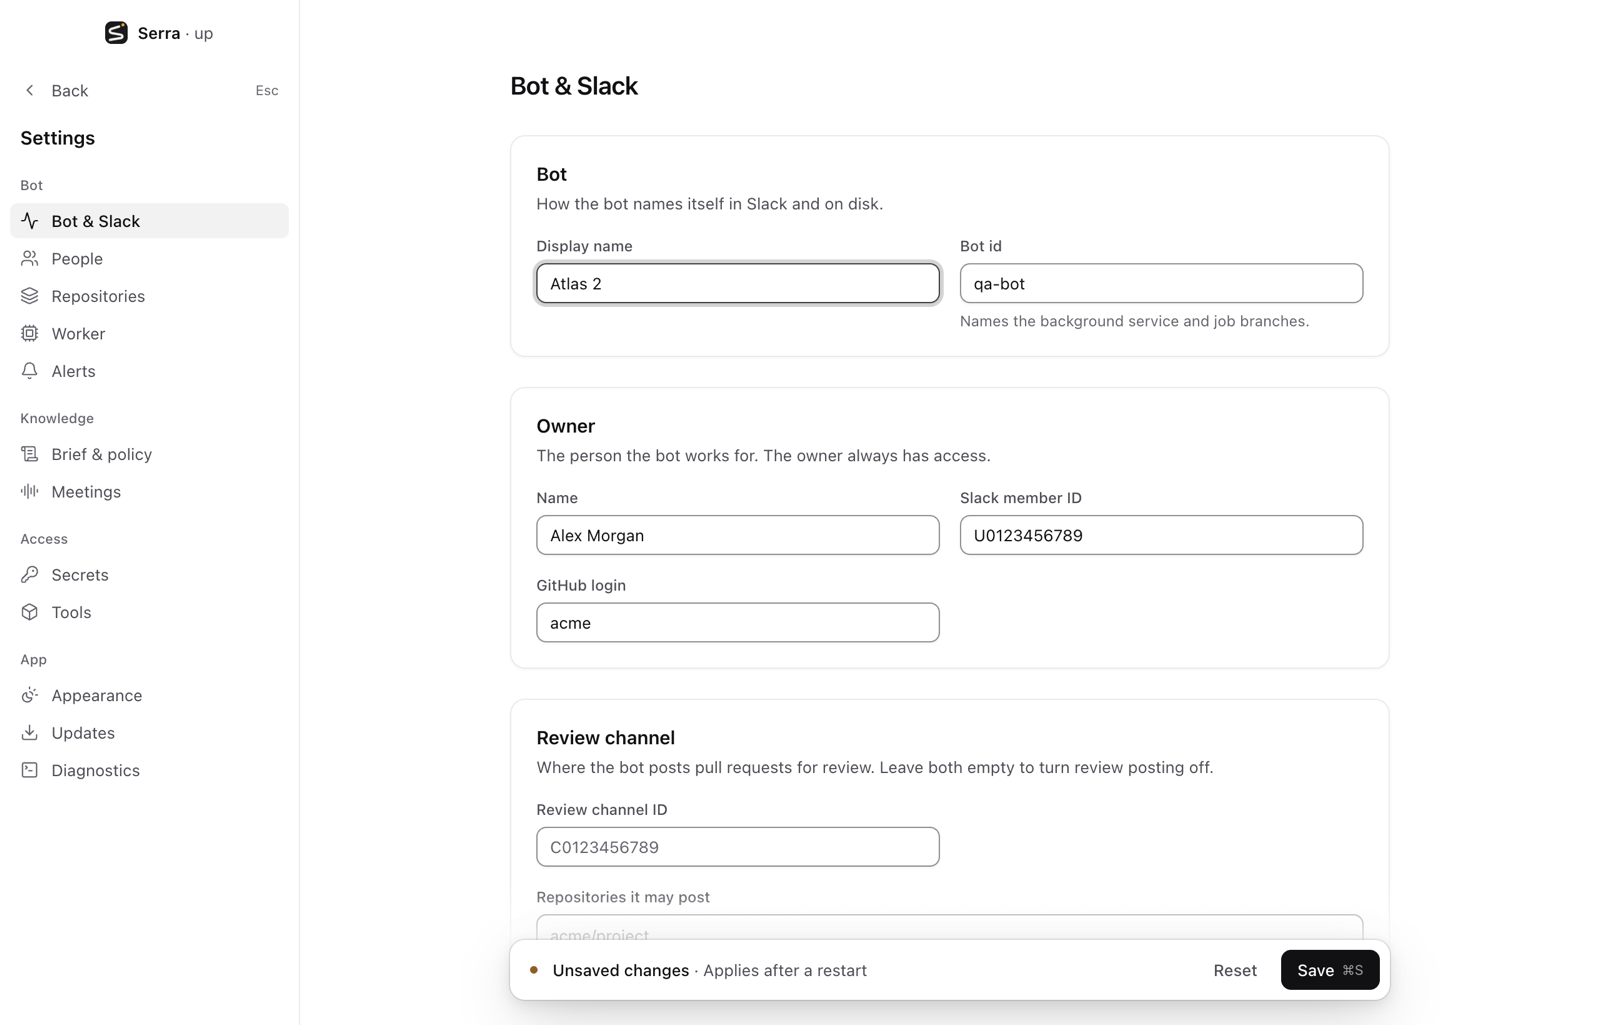 Serra · up
Back Esc
Settings
Bot
Bot & Slack
People
Repositories
Worker
Alerts
Knowledge
Brief & policy
Meetings
Access
Secrets
Tools
App
Appearance
Updates
Diagnostics
Bot & Slack
Bot
How the bot names itself in Slack and on disk.
Display name Bot id
Atlas 2 qa-bot
Names the background service and job branches.
Owner
The person the bot works for. The owner always has access.
Name Slack member ID
Alex Morgan U0123456789
GitHub login
acme
Review channel
Where the bot posts pull requests for review. Leave both empty to turn review posting off.
Review channel ID
C0123456789
Repositories it may post
acme/project
Unsaved changes · Applies after a restart Reset Save ⌘S